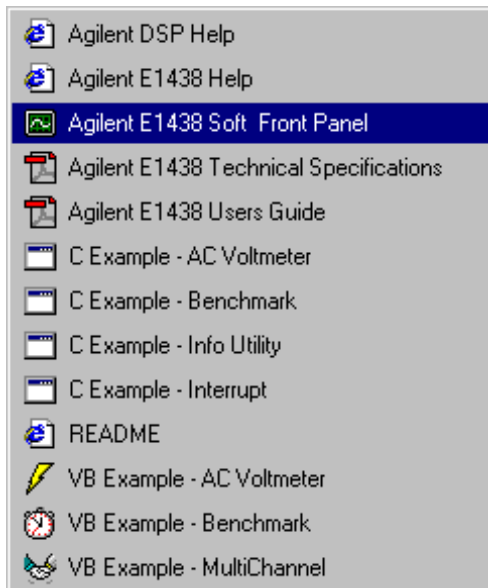 Agilent DSP Help
Agilent E1438 Help
Agilent E1438 Soft  Front Panel
Agilent E1438 Technical Specifications
Agilent E1438 Users Guide
C Example - AC Voltmeter
C Example - Benchmark
C Example - Info Utility
C Example - Interrupt
README
VB Example - AC Voltmeter
VB Example - Benchmark
VB Example - MultiChannel